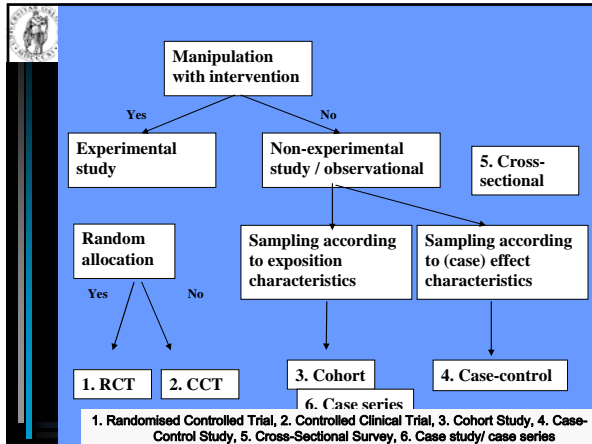 Manipulation
with intervention
Yes
No
Experimental
study
Non-experimental
study / observational
5. Cross-
sectional
Random
allocation
Sampling according
to exposition
characteristics
Sampling according
to (case) effect
characteristics
Yes
No
1. RCT
2. CCT
3. Cohort
4. Case-control
6. Case series
1. Randomised Controlled Trial, 2. Controlled Clinical Trial, 3. Cohort Study, 4. Case-
Control Study, 5. Cross-Sectional Survey, 6. Case study/ case series